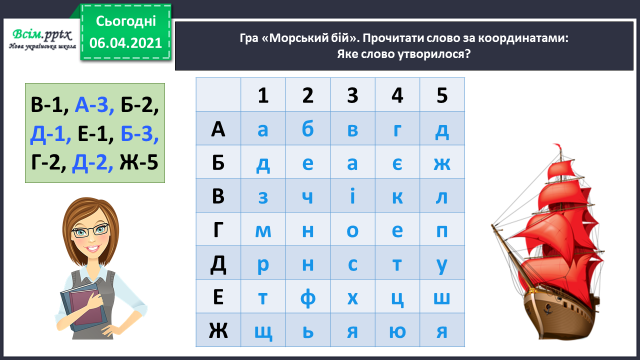 Всім.pptx
Нова українська школа
Сьогодні
06.04.2021
Гра «Морський бій». Прочитати слово за координатами:
Яке слово утворилося?
В-1, А-3, Б-2,
Д-1, Е-1, Б-3,
Г-2, Д-2, Ж-5
1 2 3 4 5
А а б в г д
Б д е а є ж
В з ч і к л
Г м н о е п
Д р н с т у
Е т ф х ц ш
Ж щ ь я ю я